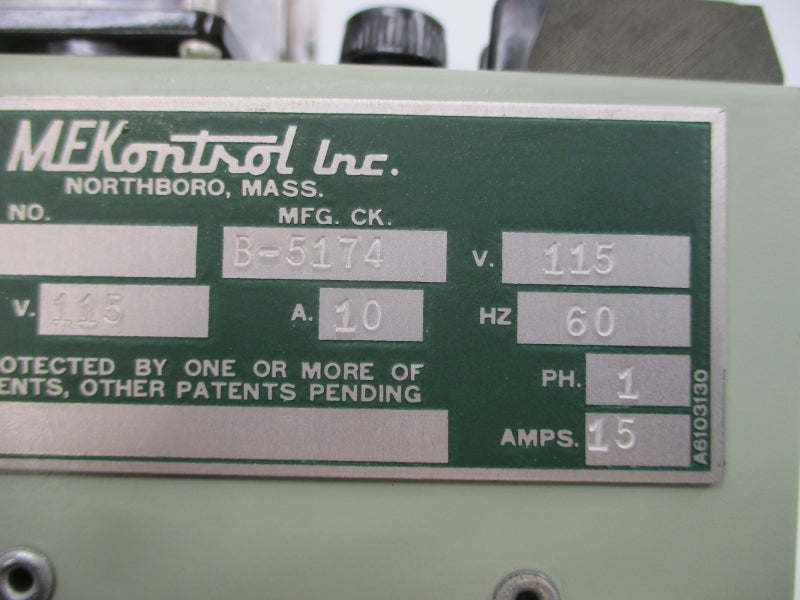 MEKontrol Inc.
NORTHBORO, MASS.
NO. MFG. CK.
B-5174 V. 115
V. 115 A. 10 HZ 60
OTECTED BY ONE OR MORE OF
ENTS, OTHER PATENTS PENDING
PH. 1
AMPS. 15
A6103130